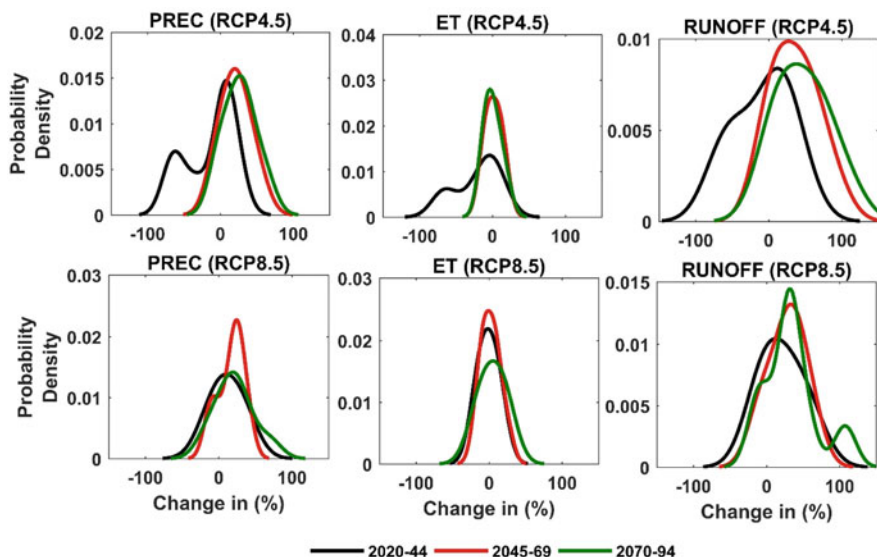 PREC (RCP4.5)
ET (RCP4.5)
RUNOFF (RCP4.5)
Probability
Density
0.02
0.015
0.01
0.005
0
-100 0 100
0.04
0.03
0.02
0.01
0
-100 0 100
0.01
0.005
0
-100 0 100
PREC (RCP8.5)
ET (RCP8.5)
RUNOFF (RCP8.5)
Probability
Density
0.03
0.02
0.01
0
-100 0 100
Change in (%)
0.03
0.02
0.01
0
-100 0 100
Change in (%)
0.015
0.01
0.005
0
-100 0 100
Change in (%)
2020-44 2045-69 2070-94